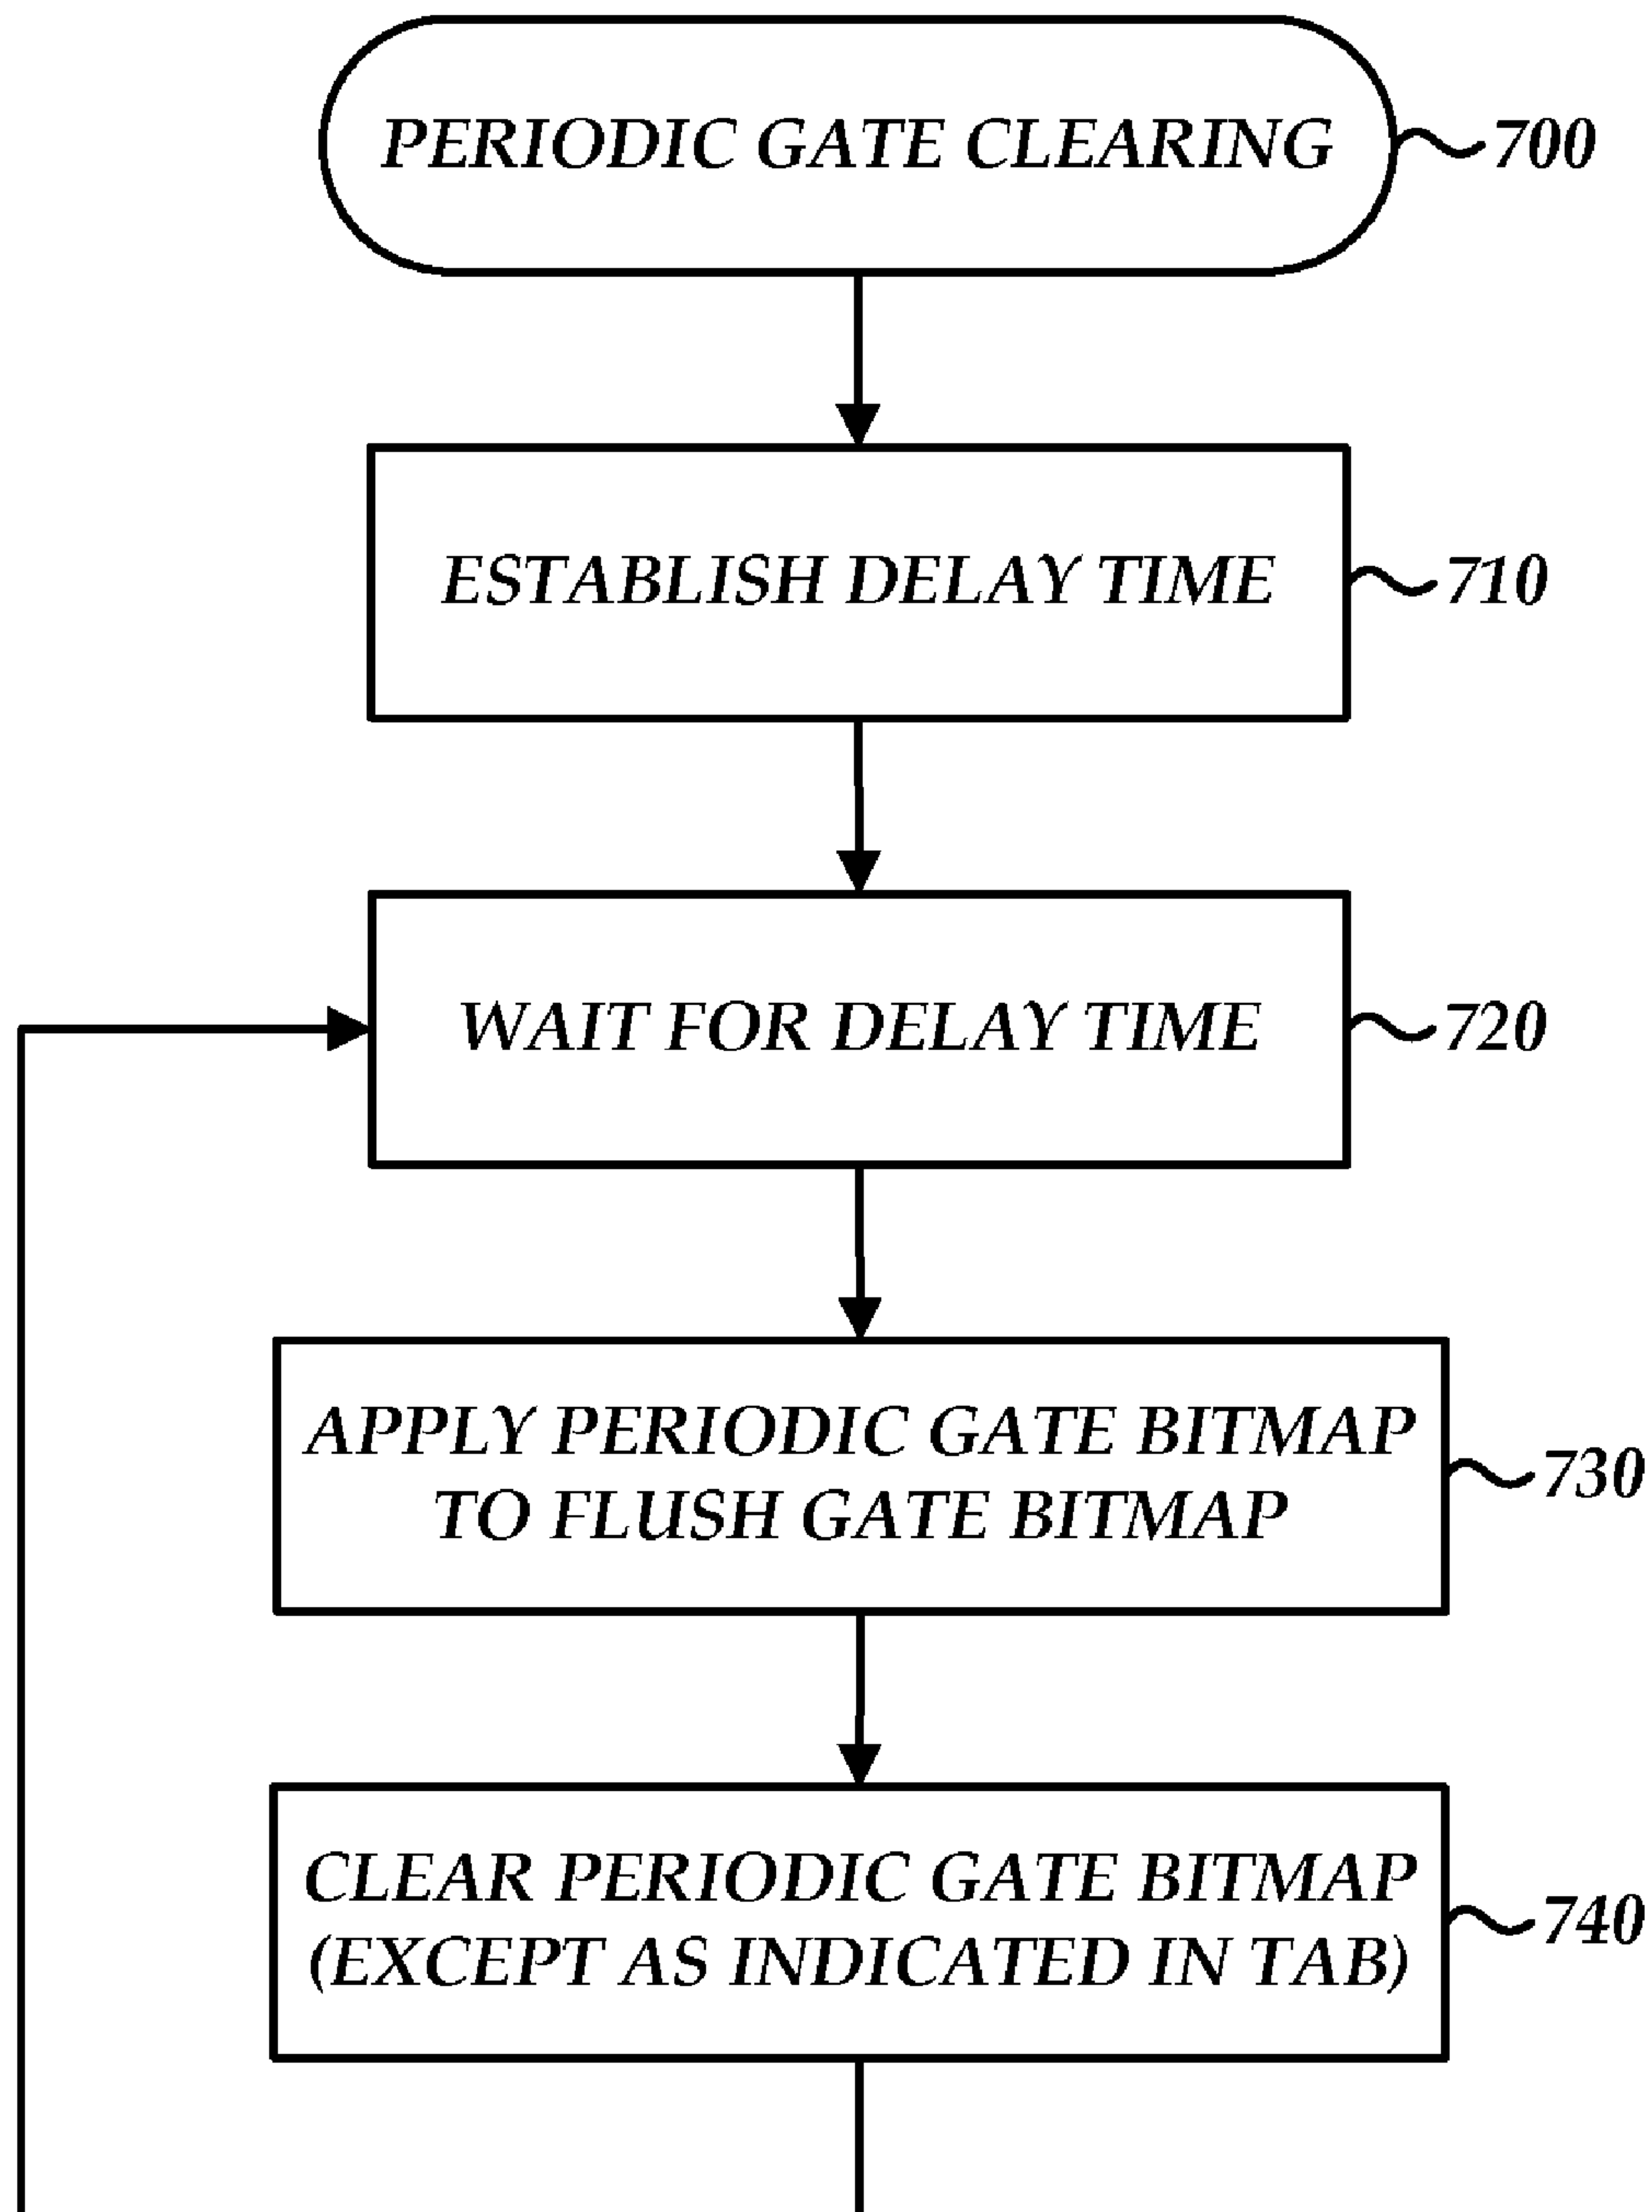 PERIODIC GATE CLEARING 700
ESTABLISH DELAY TIME 710
WAIT FOR DELAY TIME 720
APPLY PERIODIC GATE BITMAP
TO FLUSH GATE BITMAP
730
CLEAR PERIODIC GATE BITMAP
(EXCEPT AS INDICATED IN TAB)
740